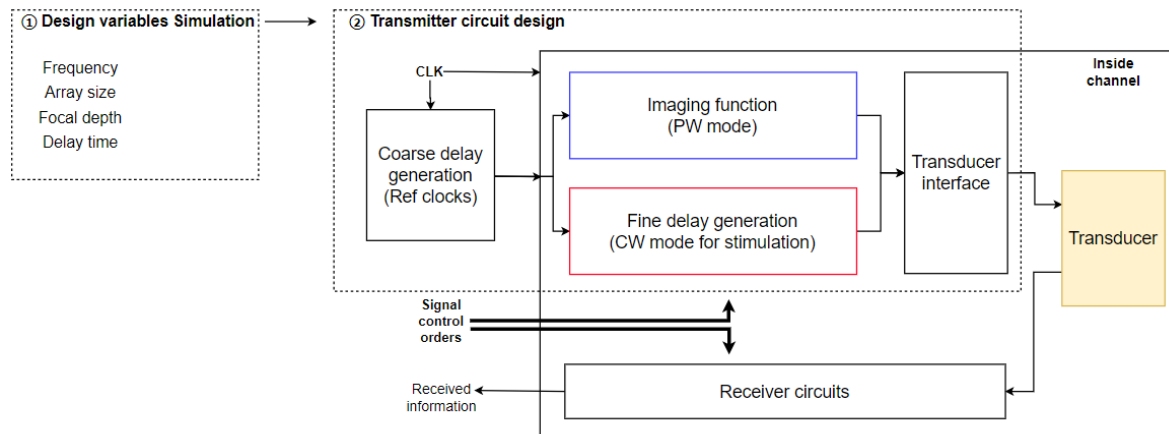 ① Design variables Simulation
Frequency
Array size
Focal depth
Delay time
② Transmitter circuit design
CLK
Coarse delay
generation
(Ref clocks)
Imaging function
(PW mode)
Fine delay generation
(CW mode for stimulation)
Transducer
interface
Inside
channel
Transducer
Signal
control
orders
Receiver circuits
Received
information